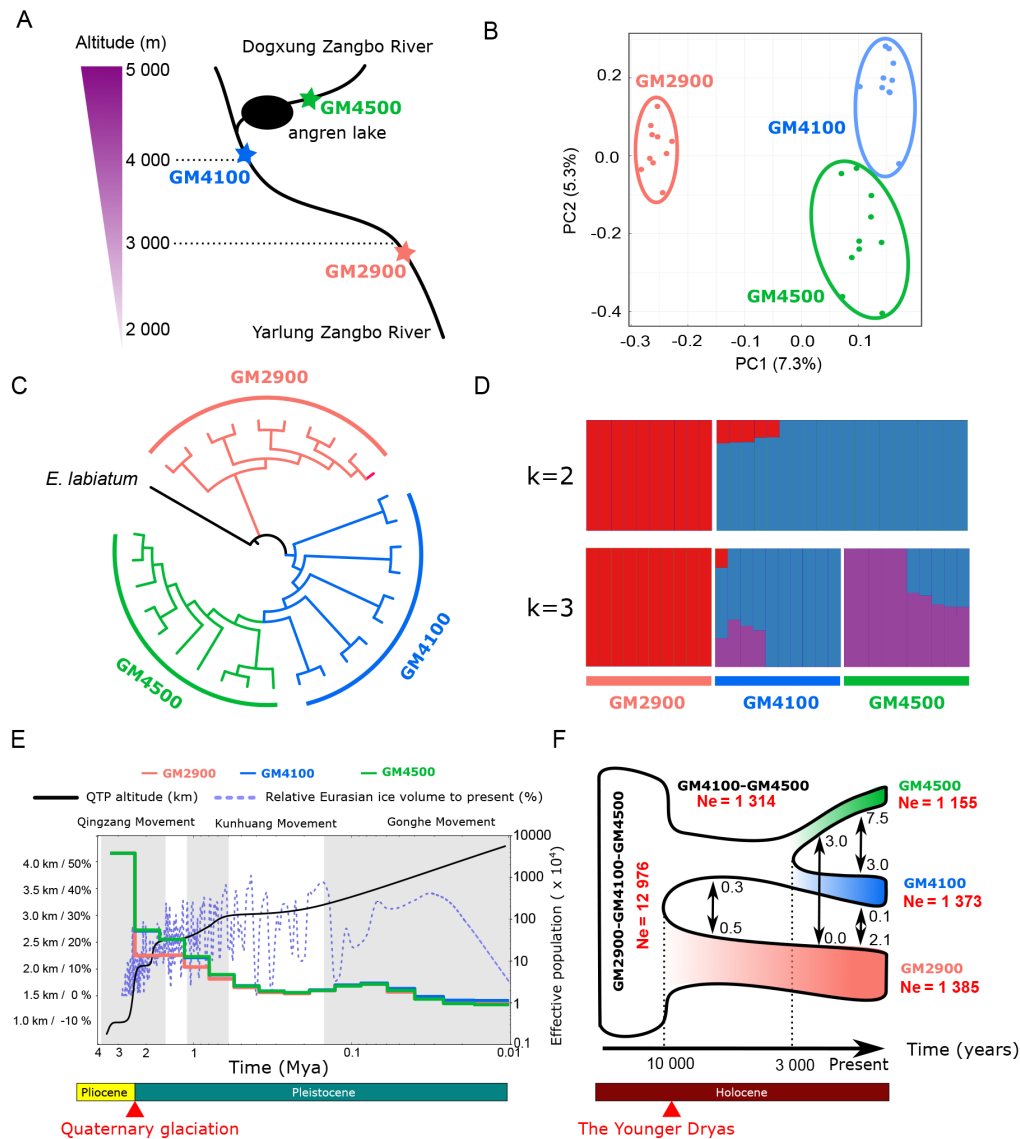 A
Altitude (m)
5 000
4 000
3 000
2 000
Dogxung Zangbo River
GM4500
angren lake
GM4100
GM2900
Yarlung Zangbo River
B
GM2900
GM4100
GM4500
PC2 (5.3%)
0.2
0.0
-0.2
-0.4
-0.3 -0.2 -0.1 0.0 0.1
PC1 (7.3%)
C
GM2900
E. labiatum
GM4100
GM4500
D
k=2
k=3
GM2900 GM4100 GM4500
E
GM2900 GM4100 GM4500
QTP altitude (km) Relative Eurasian ice volume to present (%)
Qingzang Movement Kunhuang Movement Gonghe Movement
4.0 km / 50%
3.5 km / 40%
3.0 km / 30%
2.5 km / 20%
2.0 km / 10%
1.5 km / 0 %
1.0 km / -10 %
10000
1000
100
10
1
0.1
Effective population ( × 10⁴)
4 3 2 1 0.1 0.01
Time (Mya)
Pliocene Pleistocene
Quaternary glaciation
F
GM2900-GM4100-GM4500
Ne = 12 976
GM4100-GM4500
Ne = 1 314
GM4500
Ne = 1 155
7.5
3.0
3.0
0.3
0.5
GM4100
Ne = 1 373
0.1
2.1
0.0
GM2900
Ne = 1 385
10 000 3 000 Present
Time (years)
Holocene
The Younger Dryas